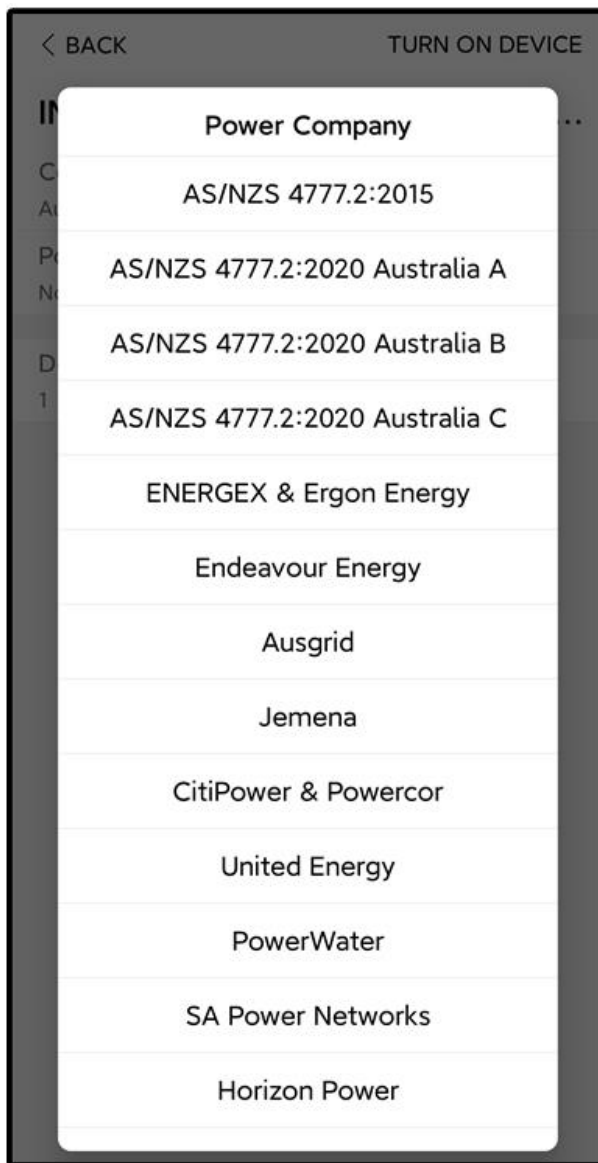 BACK
TURN ON DEVICE
Power Company
AS/NZS 4777.2:2015
AS/NZS 4777.2:2020 Australia A
AS/NZS 4777.2:2020 Australia B
AS/NZS 4777.2:2020 Australia C
1
ENERGEX & Ergon Energy
Endeavour Energy
Ausgrid
Jemena
CitiPower & Powercor
United Energy
PowerWater
SA Power Networks
Horizon Power